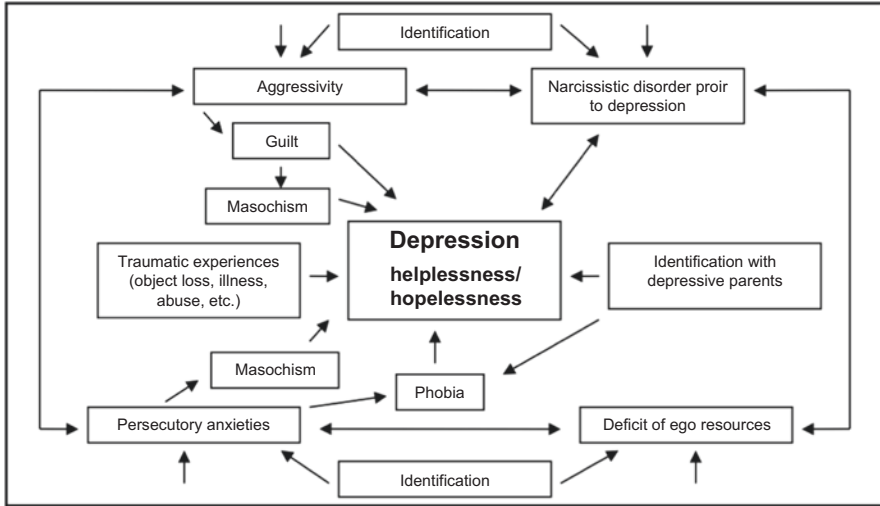 Identification
Aggressivity
Narcissistic disorder proir
to depression
Guilt
Masochism
Depression
helplessness/
hopelessness
Traumatic experiences
(object loss, illness,
abuse, etc.)
Identification with
depressive parents
Masochism
Phobia
Persecutory anxieties
Deficit of ego resources
Identification